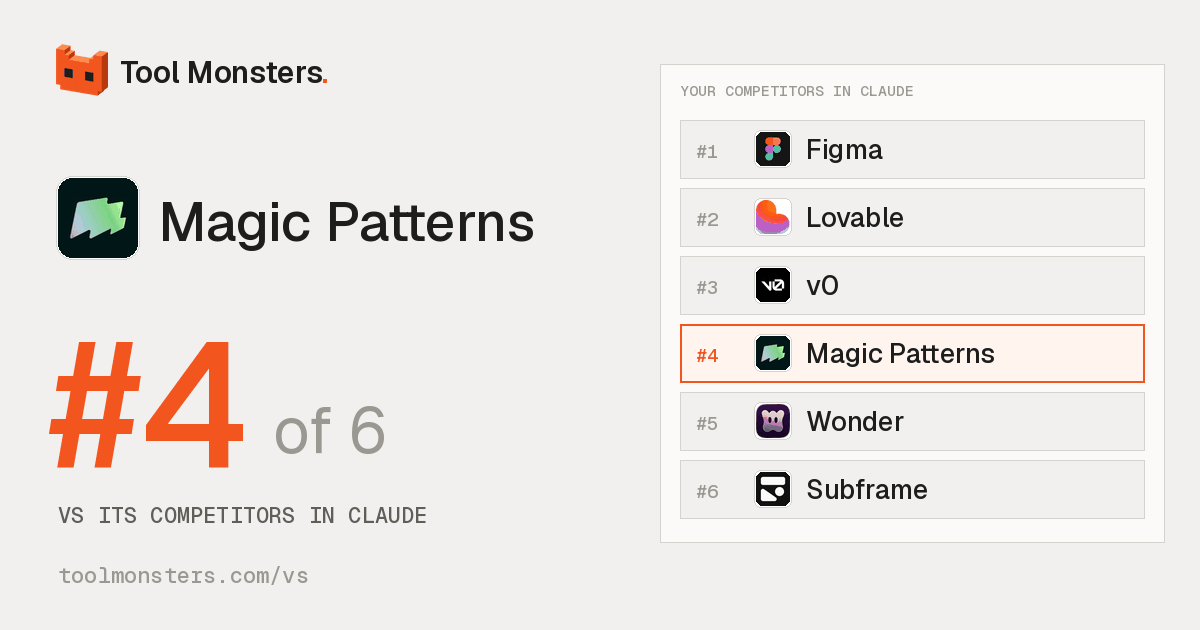 Tool Monsters.
Magic Patterns
#4 of 6
VS ITS COMPETITORS IN CLAUDE
toolmonsters.com/vs
YOUR COMPETITORS IN CLAUDE
#1 Figma
#2 Lovable
#3 v0 v0
#4 Magic Patterns
#5 Wonder
#6 Subframe